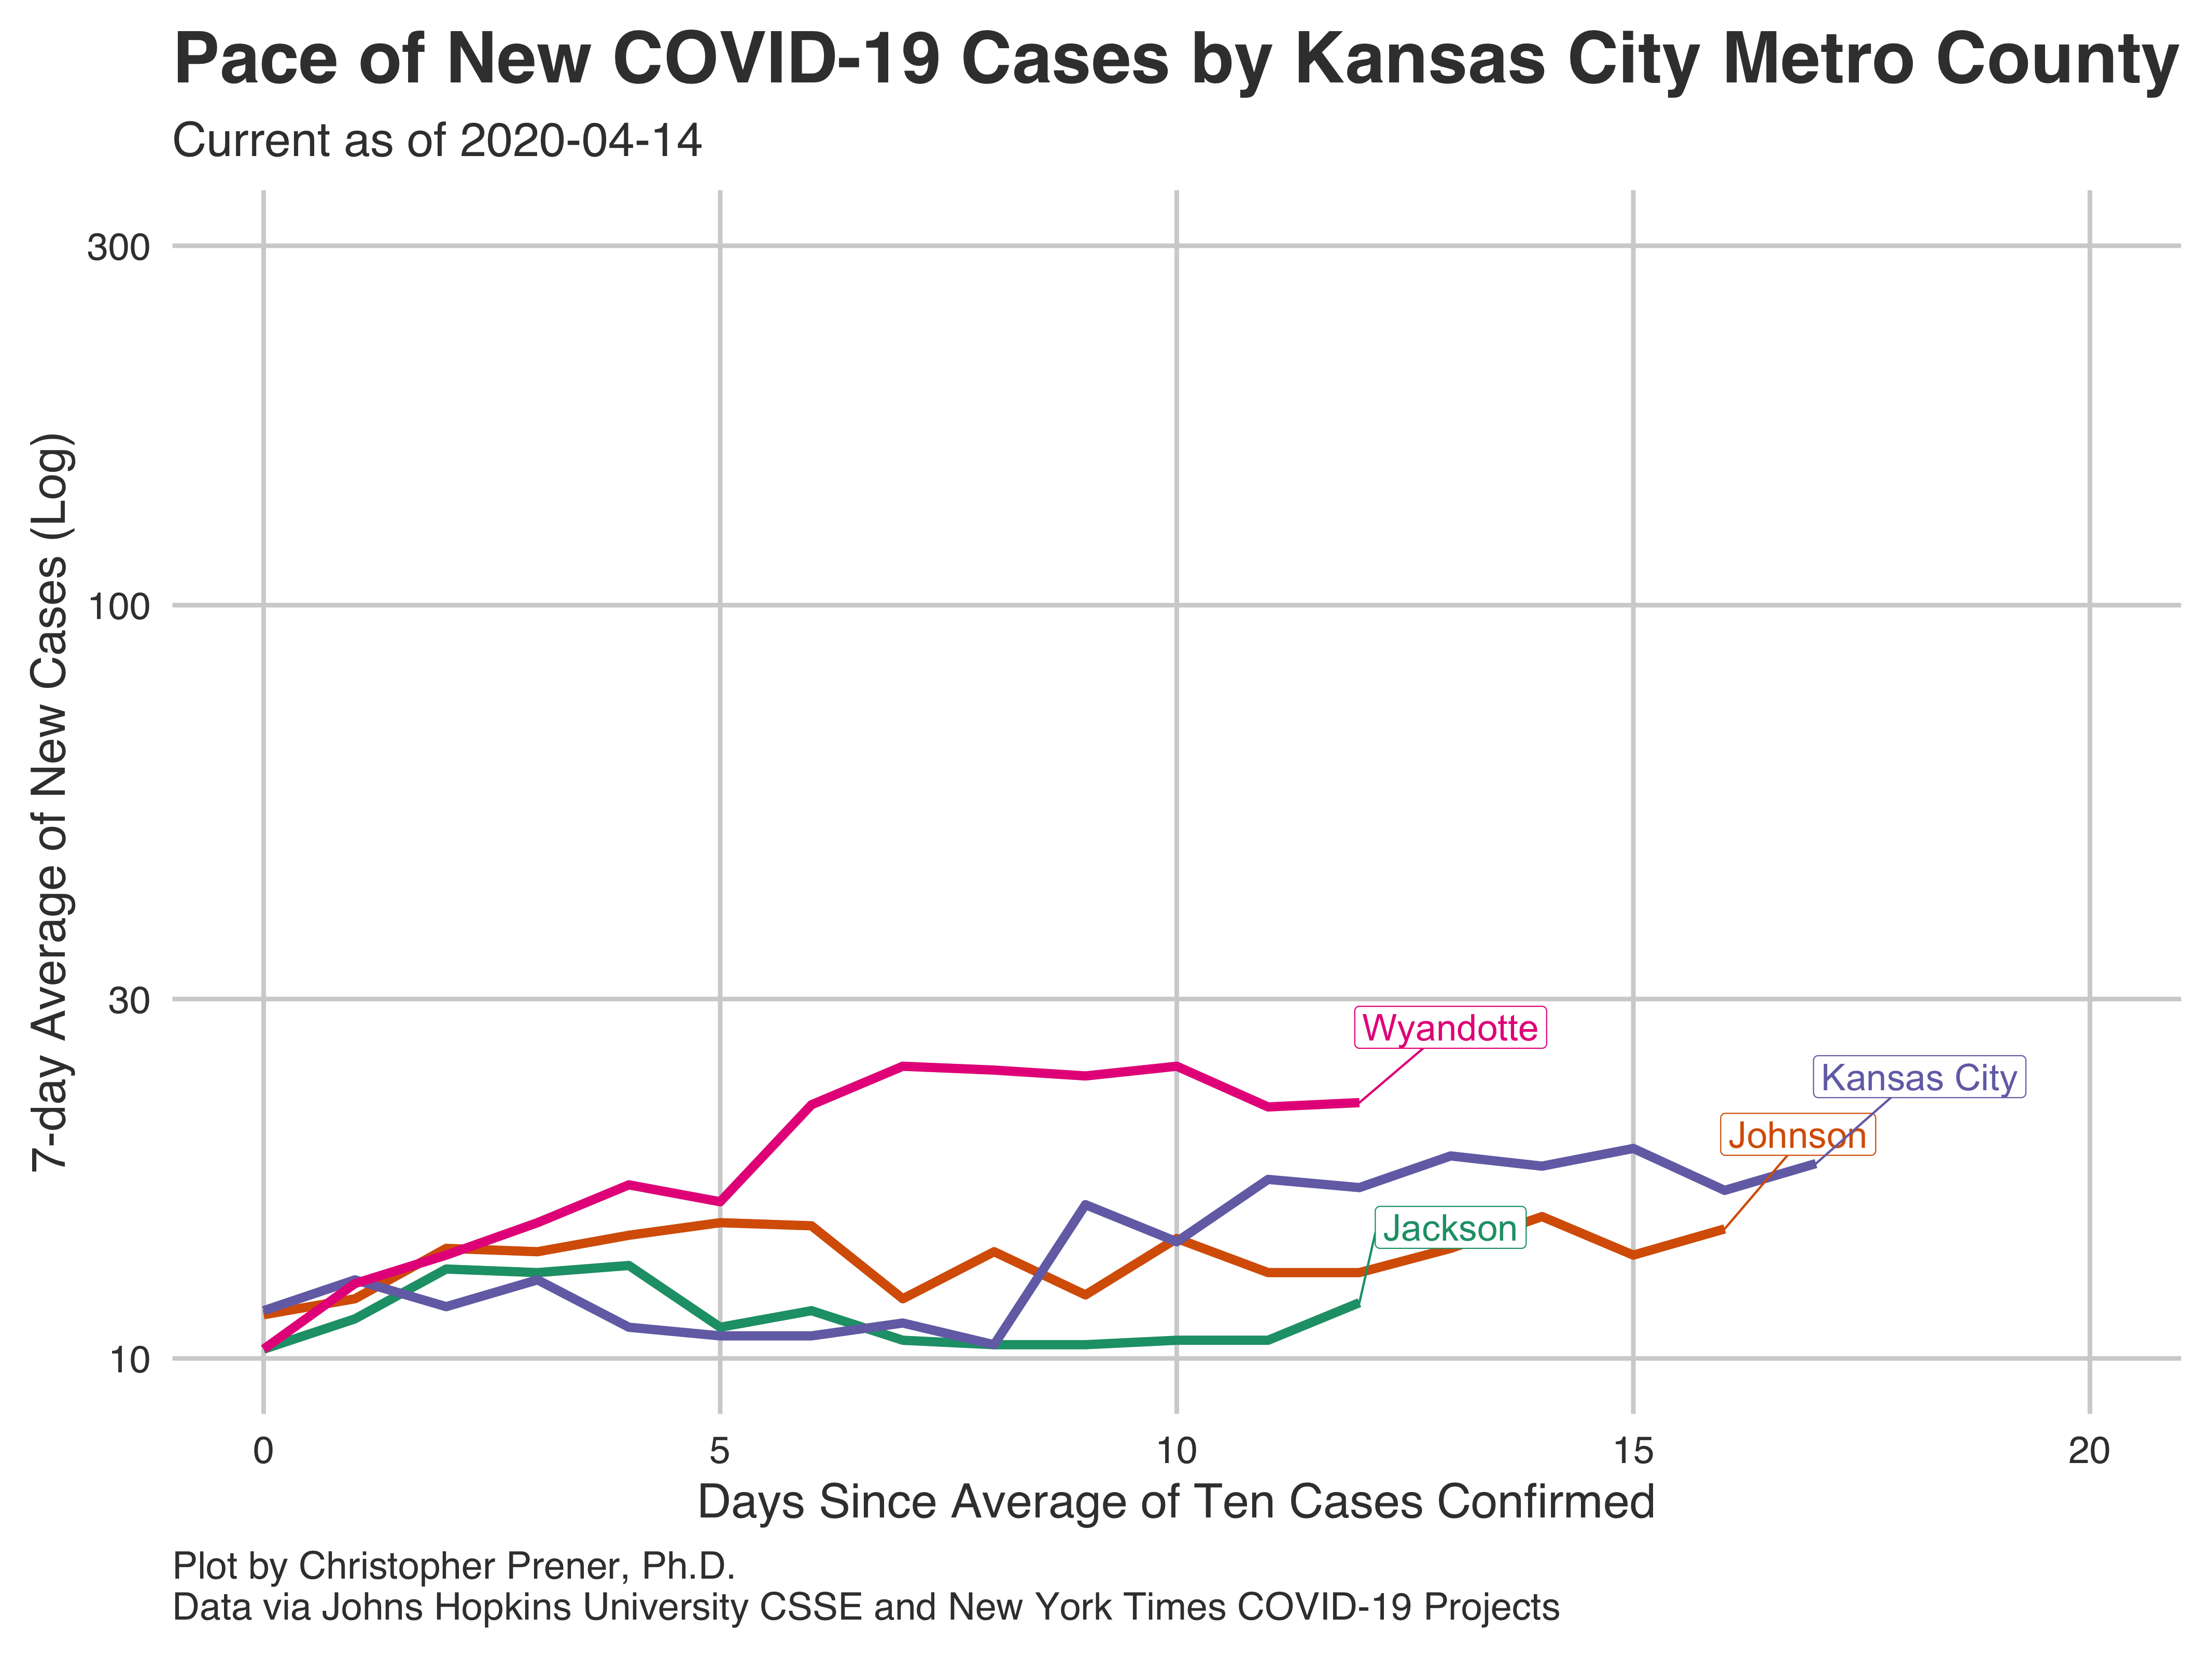 Pace of New COVID-19 Cases by Kansas City Metro County
Current as of 2020-04-14
7-day Average of New Cases (Log)
300
100
30
10
Wyandotte
Kansas City
Johnson
Jackson
0 5 10 15 20
Days Since Average of Ten Cases Confirmed
Plot by Christopher Prener, Ph.D.
Data via Johns Hopkins University CSSE and New York Times COVID-19 Projects